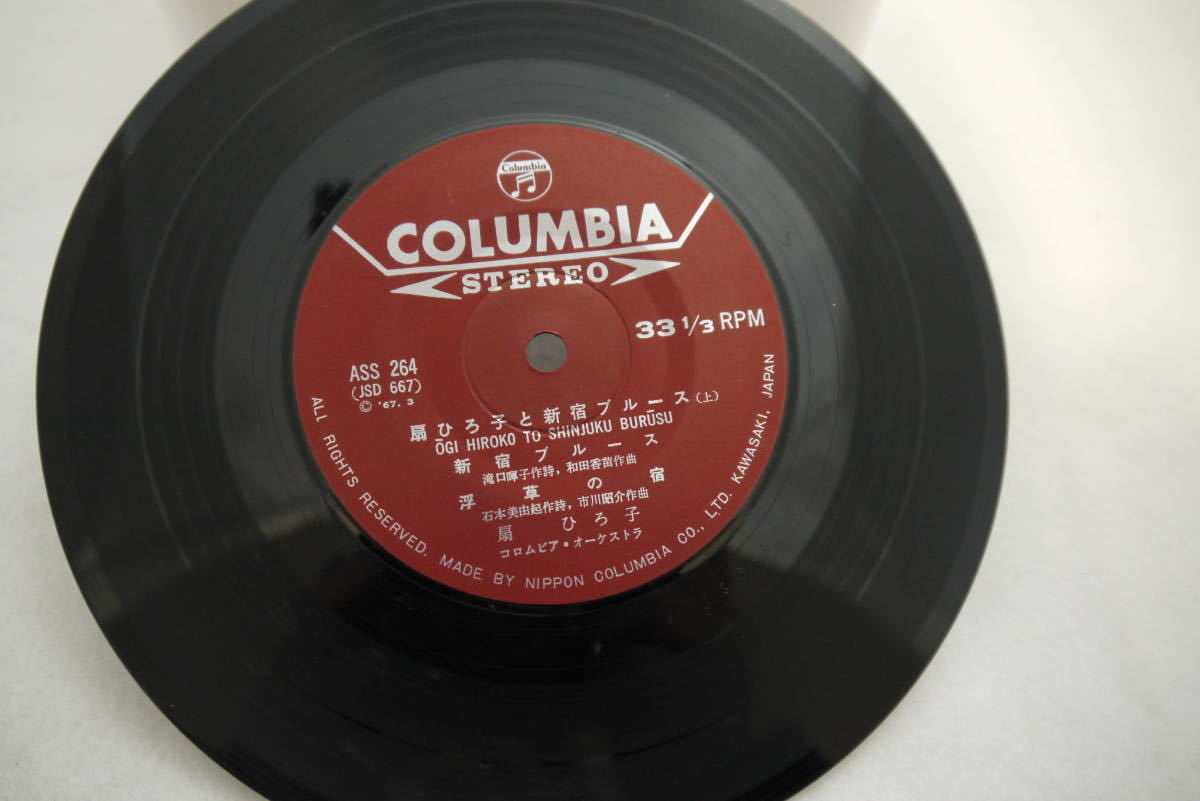 Columbia
COLUMBIA
STEREO
33 1/3 RPM
ASS 264
(JSD 667)
© '67. 3
扇ひろ子と新宿ブルース(上)
ŌGI HIROKO TO SHINJUKU BURŪSU
新宿ブルース
滝口暉子作詩, 和田香苗作曲
浮草の宿
石本美由起作詩, 市川昭介作曲
扇 ひろ子
コロムビア・オーケストラ
ALL RIGHTS RESERVED. MADE BY NIPPON COLUMBIA CO., LTD. KAWASAKI, JAPAN